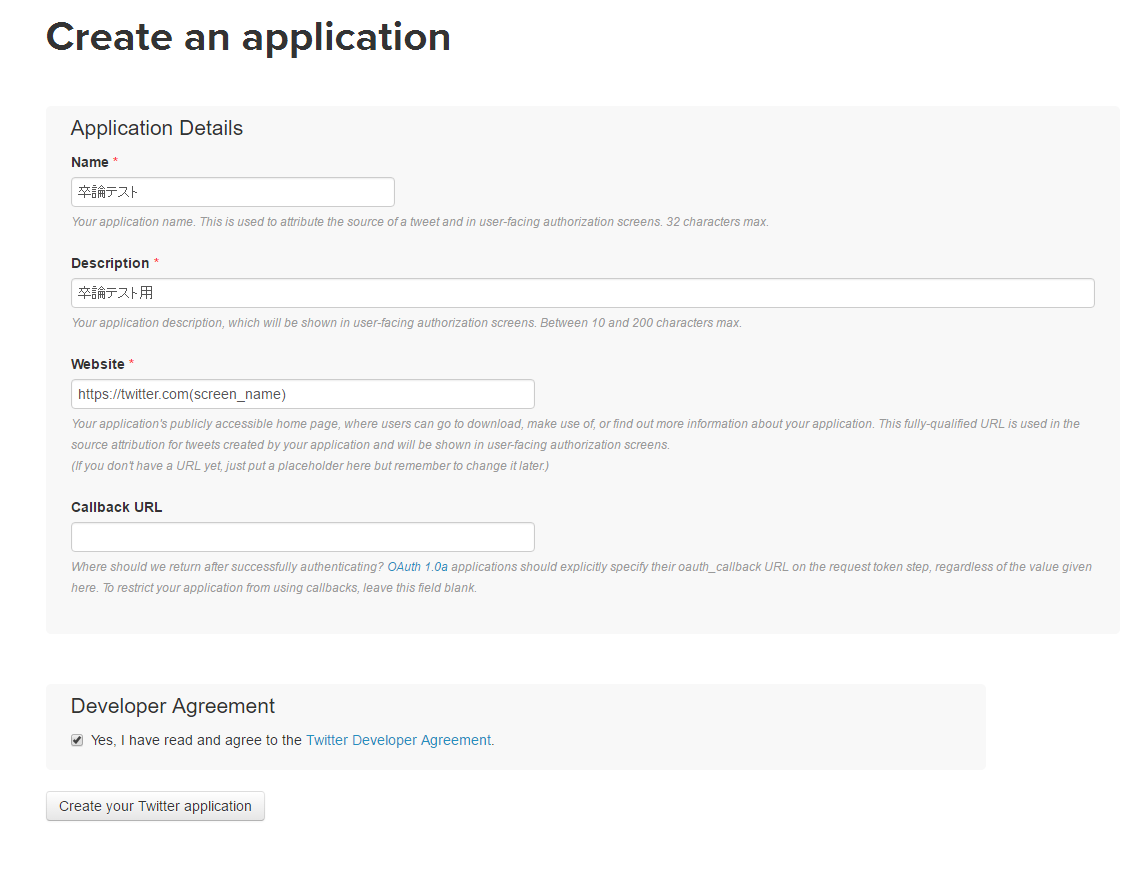 Create an application
Application Details
Name *
卒論テスト
Your application name. This is used to attribute the source of a tweet and in user-facing authorization screens. 32 characters max.
Description *
卒論テスト用
Your application description, which will be shown in user-facing authorization screens. Between 10 and 200 characters max.
Website *
https://twitter.com(screen_name)
Your application's publicly accessible home page, where users can go to download, make use of, or find out more information about your application. This fully-qualified URL is used in the
source attribution for tweets created by your application and will be shown in user-facing authorization screens.
(If you don't have a URL yet, just put a placeholder here but remember to change it later.)
Callback URL
Where should we return after successfully authenticating? OAuth 1.0a applications should explicitly specify their oauth_callback URL on the request token step, regardless of the value given
here. To restrict your application from using callbacks, leave this field blank.
Developer Agreement
Yes, I have read and agree to the Twitter Developer Agreement.
Create your Twitter application